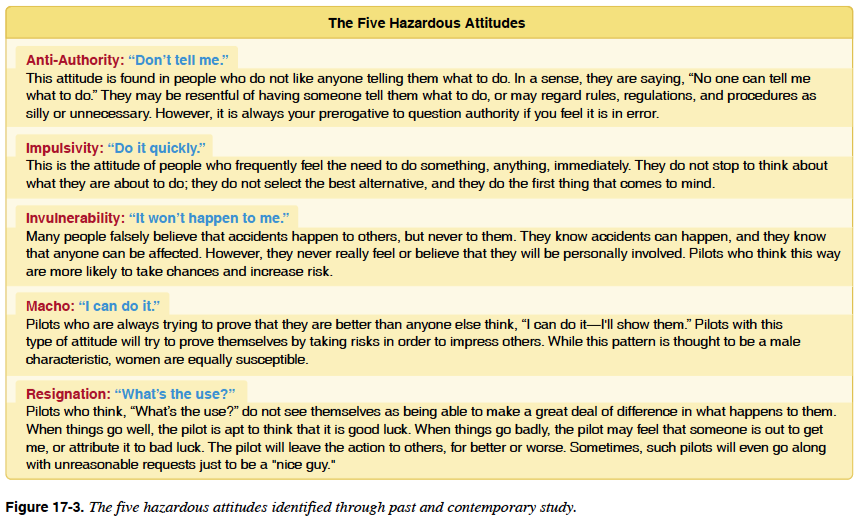 The Five Hazardous Attitudes
Anti-Authority: “Don’t tell me.”
This attitude is found in people who do not like anyone telling them what to do. In a sense, they are saying, “No one can tell me
what to do.” They may be resentful of having someone tell them what to do, or may regard rules, regulations, and procedures as
silly or unnecessary. However, it is always your prerogative to question authority if you feel it is in error.
Impulsivity: “Do it quickly.”
This is the attitude of people who frequently feel the need to do something, anything, immediately. They do not stop to think about
what they are about to do; they do not select the best alternative, and they do the first thing that comes to mind.
Invulnerability: “It won’t happen to me.”
Many people falsely believe that accidents happen to others, but never to them. They know accidents can happen, and they know
that anyone can be affected. However, they never really feel or believe that they will be personally involved. Pilots who think this way
are more likely to take chances and increase risk.
Macho: “I can do it.”
Pilots who are always trying to prove that they are better than anyone else think, “I can do it—I'll show them.” Pilots with this
type of attitude will try to prove themselves by taking risks in order to impress others. While this pattern is thought to be a male
characteristic, women are equally susceptible.
Resignation: “What’s the use?”
Pilots who think, “What’s the use?” do not see themselves as being able to make a great deal of difference in what happens to them.
When things go well, the pilot is apt to think that it is good luck. When things go badly, the pilot may feel that someone is out to get
me, or attribute it to bad luck. The pilot will leave the action to others, for better or worse. Sometimes, such pilots will even go along
with unreasonable requests just to be a "nice guy."
Figure 17-3. The five hazardous attitudes identified through past and contemporary study.